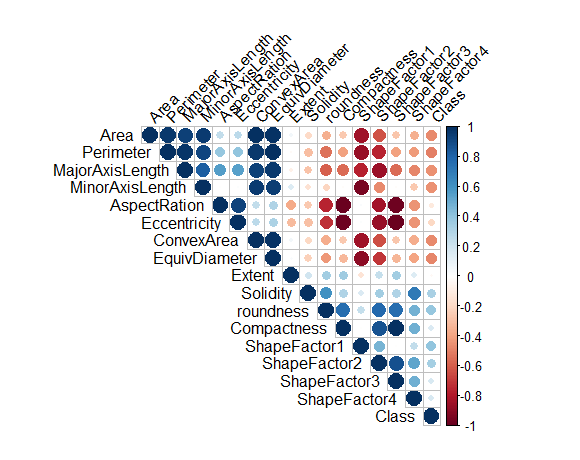 Area
Perimeter
MajorAxisLength
MinorAxisLength
AspectRation
Eccentricity
ConvexArea
EquivDiameter
Extent
Solidity
roundness
Compactness
ShapeFactor1
ShapeFactor2
ShapeFactor3
ShapeFactor4
Class
Area
Perimeter
MajorAxisLength
MinorAxisLength
AspectRation
Eccentricity
ConvexArea
EquivDiameter
Extent
Solidity
roundness
Compactness
ShapeFactor1
ShapeFactor2
ShapeFactor3
ShapeFactor4
Class
1
0.8
0.6
0.4
0.2
0
-0.2
-0.4
-0.6
-0.8
-1